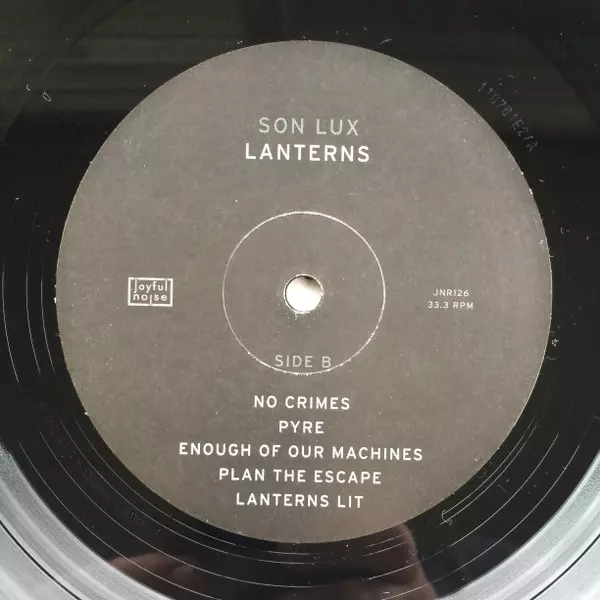 SON LUX
LANTERNS
joyful
noise
JNR126
33.3 RPM
SIDE B
NO CRIMES
PYRE
ENOUGH OF OUR MACHINES
PLAN THE ESCAPE
LANTERNS LIT